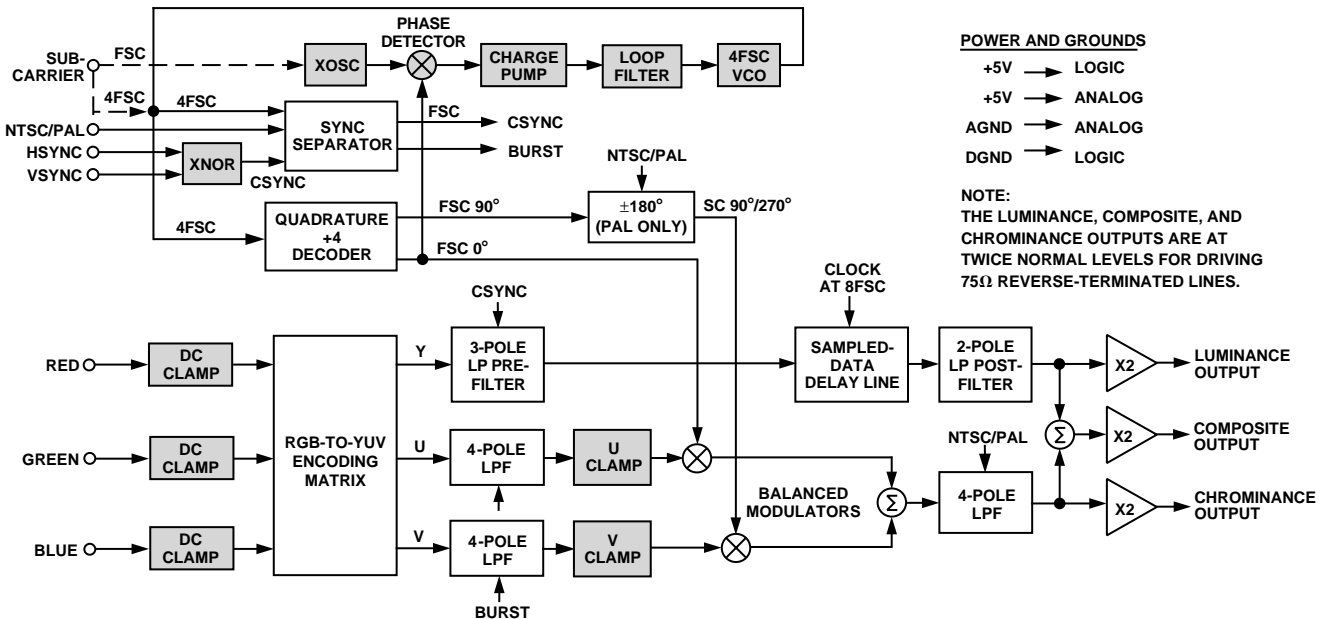 SUB-
CARRIER
FSC
4FSC
XOSC
PHASE
DETECTOR
CHARGE
PUMP
LOOP
FILTER
4FSC
VCO
NTSC/PAL
HSYNC
VSYNC
4FSC
XNOR
CSYNC
SYNC
SEPARATOR
FSC
CSYNC
BURST
4FSC
QUADRATURE
+4
DECODER
FSC 90°
FSC 0°
NTSC/PAL
±180°
(PAL ONLY)
SC 90°/270°
POWER AND GROUNDS
+5V LOGIC
+5V ANALOG
AGND ANALOG
DGND LOGIC
NOTE:
THE LUMINANCE, COMPOSITE, AND
CHROMINANCE OUTPUTS ARE AT
TWICE NORMAL LEVELS FOR DRIVING
75Ω REVERSE-TERMINATED LINES.
RED
DC
CLAMP
GREEN
DC
CLAMP
BLUE
DC
CLAMP
RGB-TO-YUV
ENCODING
MATRIX
Y
U
V
CSYNC
3-POLE
LP PRE-
FILTER
4-POLE
LPF
U
CLAMP
4-POLE
LPF
V
CLAMP
BURST
CLOCK
AT 8FSC
SAMPLED-
DATA
DELAY LINE
2-POLE
LP POST-
FILTER
BALANCED
MODULATORS
Σ
NTSC/PAL
4-POLE
LPF
Σ
X2
LUMINANCE
OUTPUT
X2
COMPOSITE
OUTPUT
X2
CHROMINANCE
OUTPUT